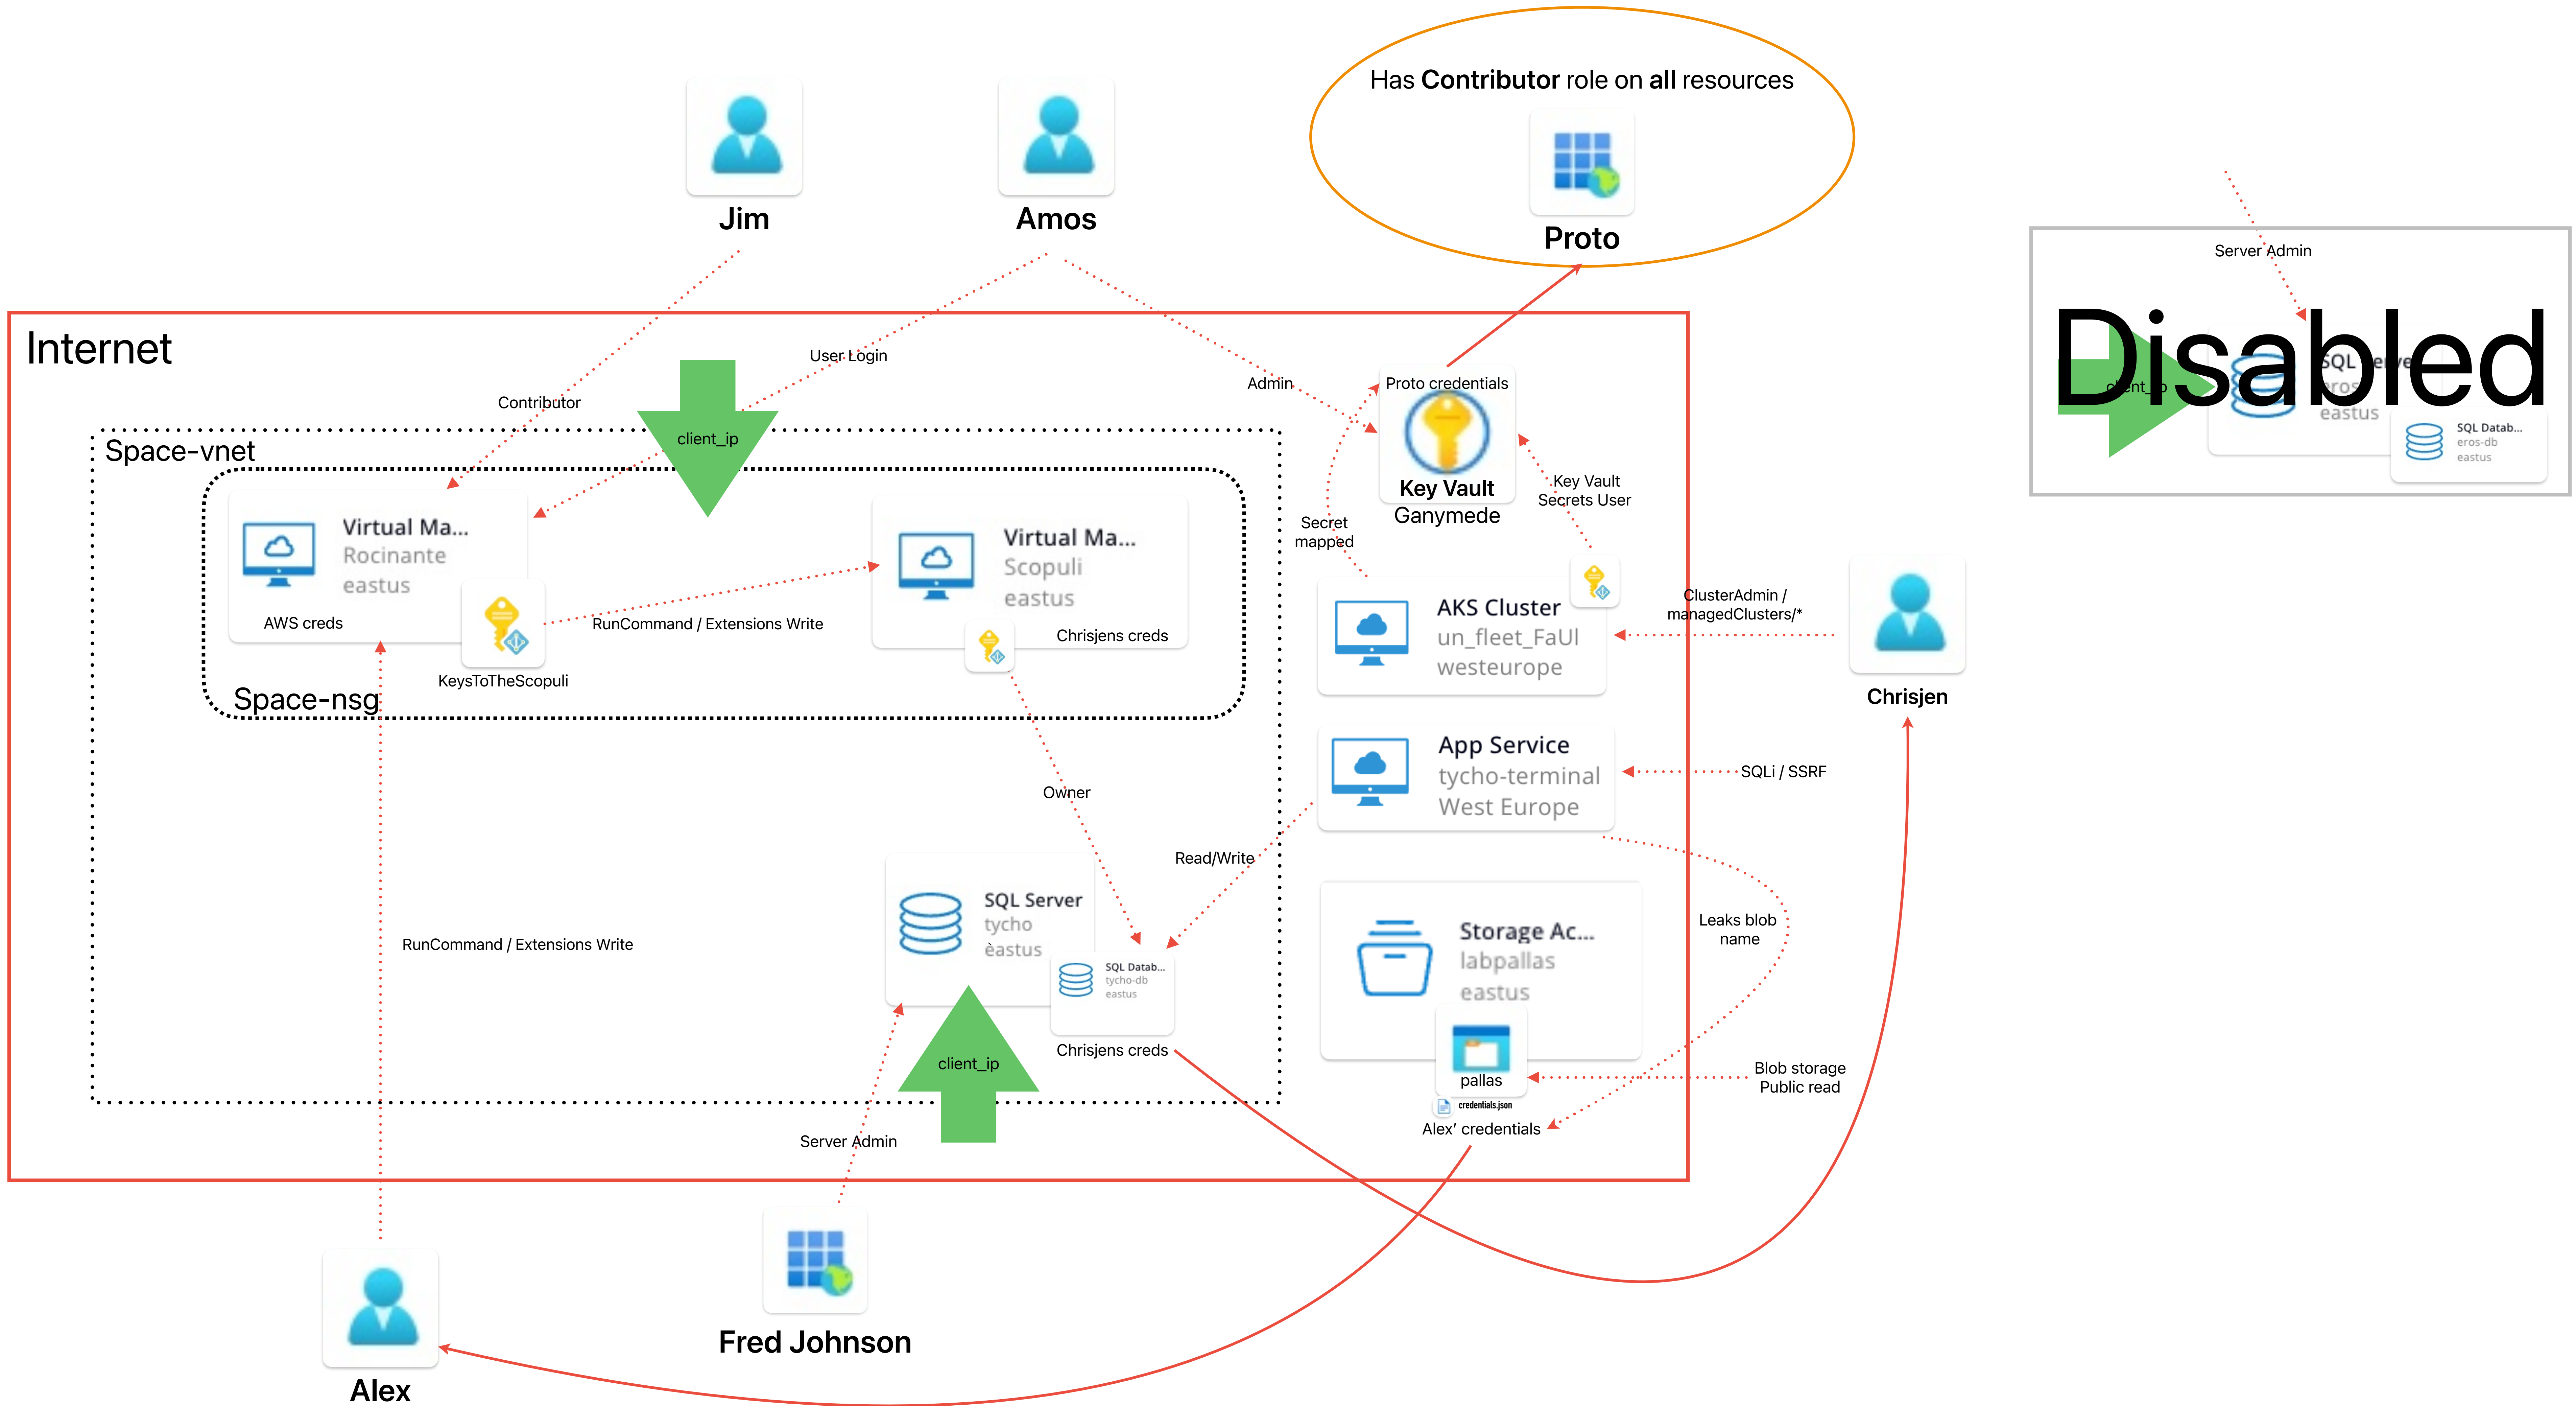 Has Contributor role on all resources
Jim
Amos
Proto
Server Admin
Internet
User Login
Admin
Proto credentials
Disabled
client_ip
SQL Serve
eros
eastus
SQL Datab...
eros-db
eastus
Contributor
client_ip
Space-vnet
Key Vault
Ganymede
Key Vault
Secrets User
Secret
mapped
Virtual Ma...
Rocinante
eastus
AWS creds
Virtual Ma...
Scopuli
eastus
Chrisjens creds
RunCommand / Extensions Write
KeysToTheScopuli
Space-nsg
AKS Cluster
un_fleet_FaUl
westeurope
ClusterAdmin /
managedClusters/*
Chrisjen
App Service
tycho-terminal
West Europe
SQLi / SSRF
Owner
Read/Write
SQL Server
tycho
èastus
SQL Datab...
tycho-db
eastus
Chrisjens creds
client_ip
Storage Ac...
labpallas
eastus
Leaks blob
name
pallas
Blob storage
Public read
credentials.json
Alex’ credentials
RunCommand / Extensions Write
Server Admin
Fred Johnson
Alex